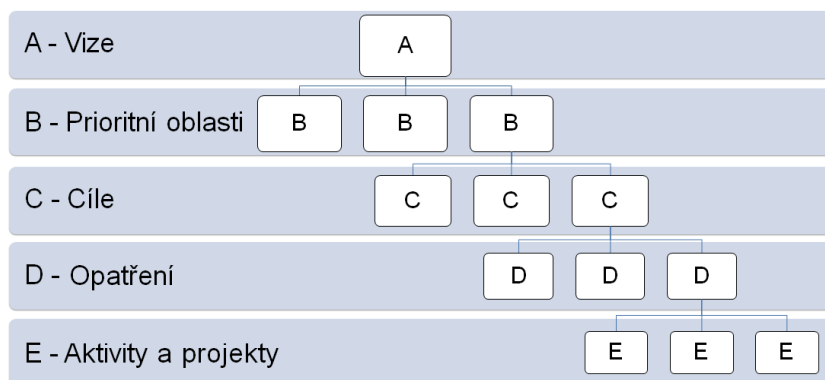 A - Vize
A
B - Prioritní oblasti
B B B
C - Cíle
C C C
D - Opatření
D D D
E - Aktivity a projekty
E E E